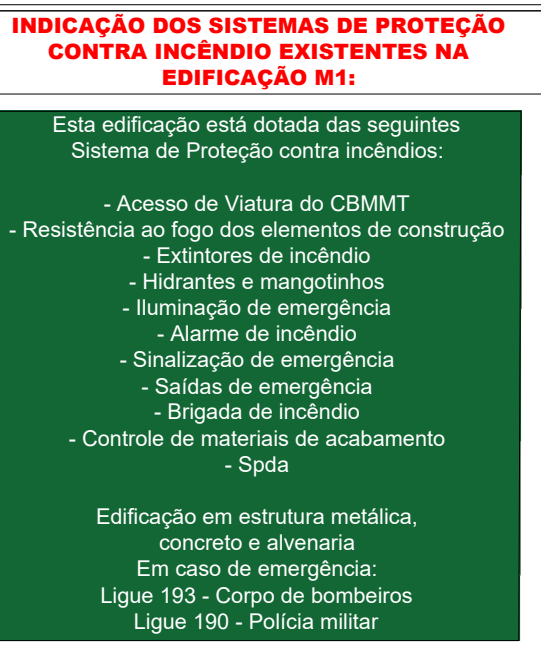 INDICAÇÃO DOS SISTEMAS DE PROTEÇÃO
CONTRA INCÊNDIO EXISTENTES NA
EDIFICAÇÃO M1:
Esta edificação está dotada das seguintes
Sistema de Proteção contra incêndios:
- Acesso de Viatura do CBMMT
- Resistência ao fogo dos elementos de construção
- Extintores de incêndio
- Hidrantes e mangotinhos
- Iluminação de emergência
- Alarme de incêndio
- Sinalização de emergência
- Saídas de emergência
- Brigada de incêndio
- Controle de materiais de acabamento
- Spda
Edificação em estrutura metálica,
concreto e alvenaria
Em caso de emergência:
Ligue 193 - Corpo de bombeiros
Ligue 190 - Polícia militar